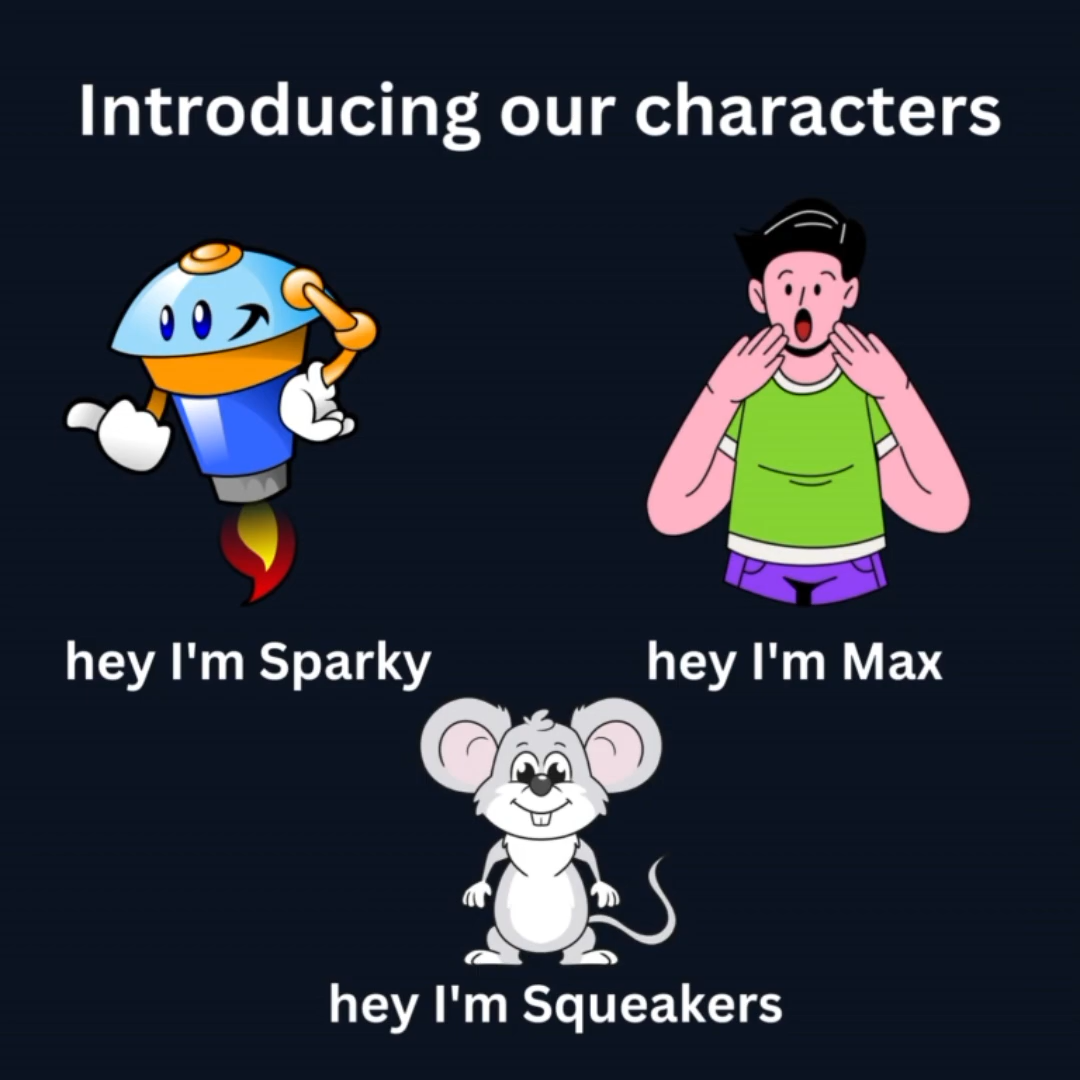 Introducing our characters
hey I'm Sparky
hey I'm Max
hey I'm Squeakers